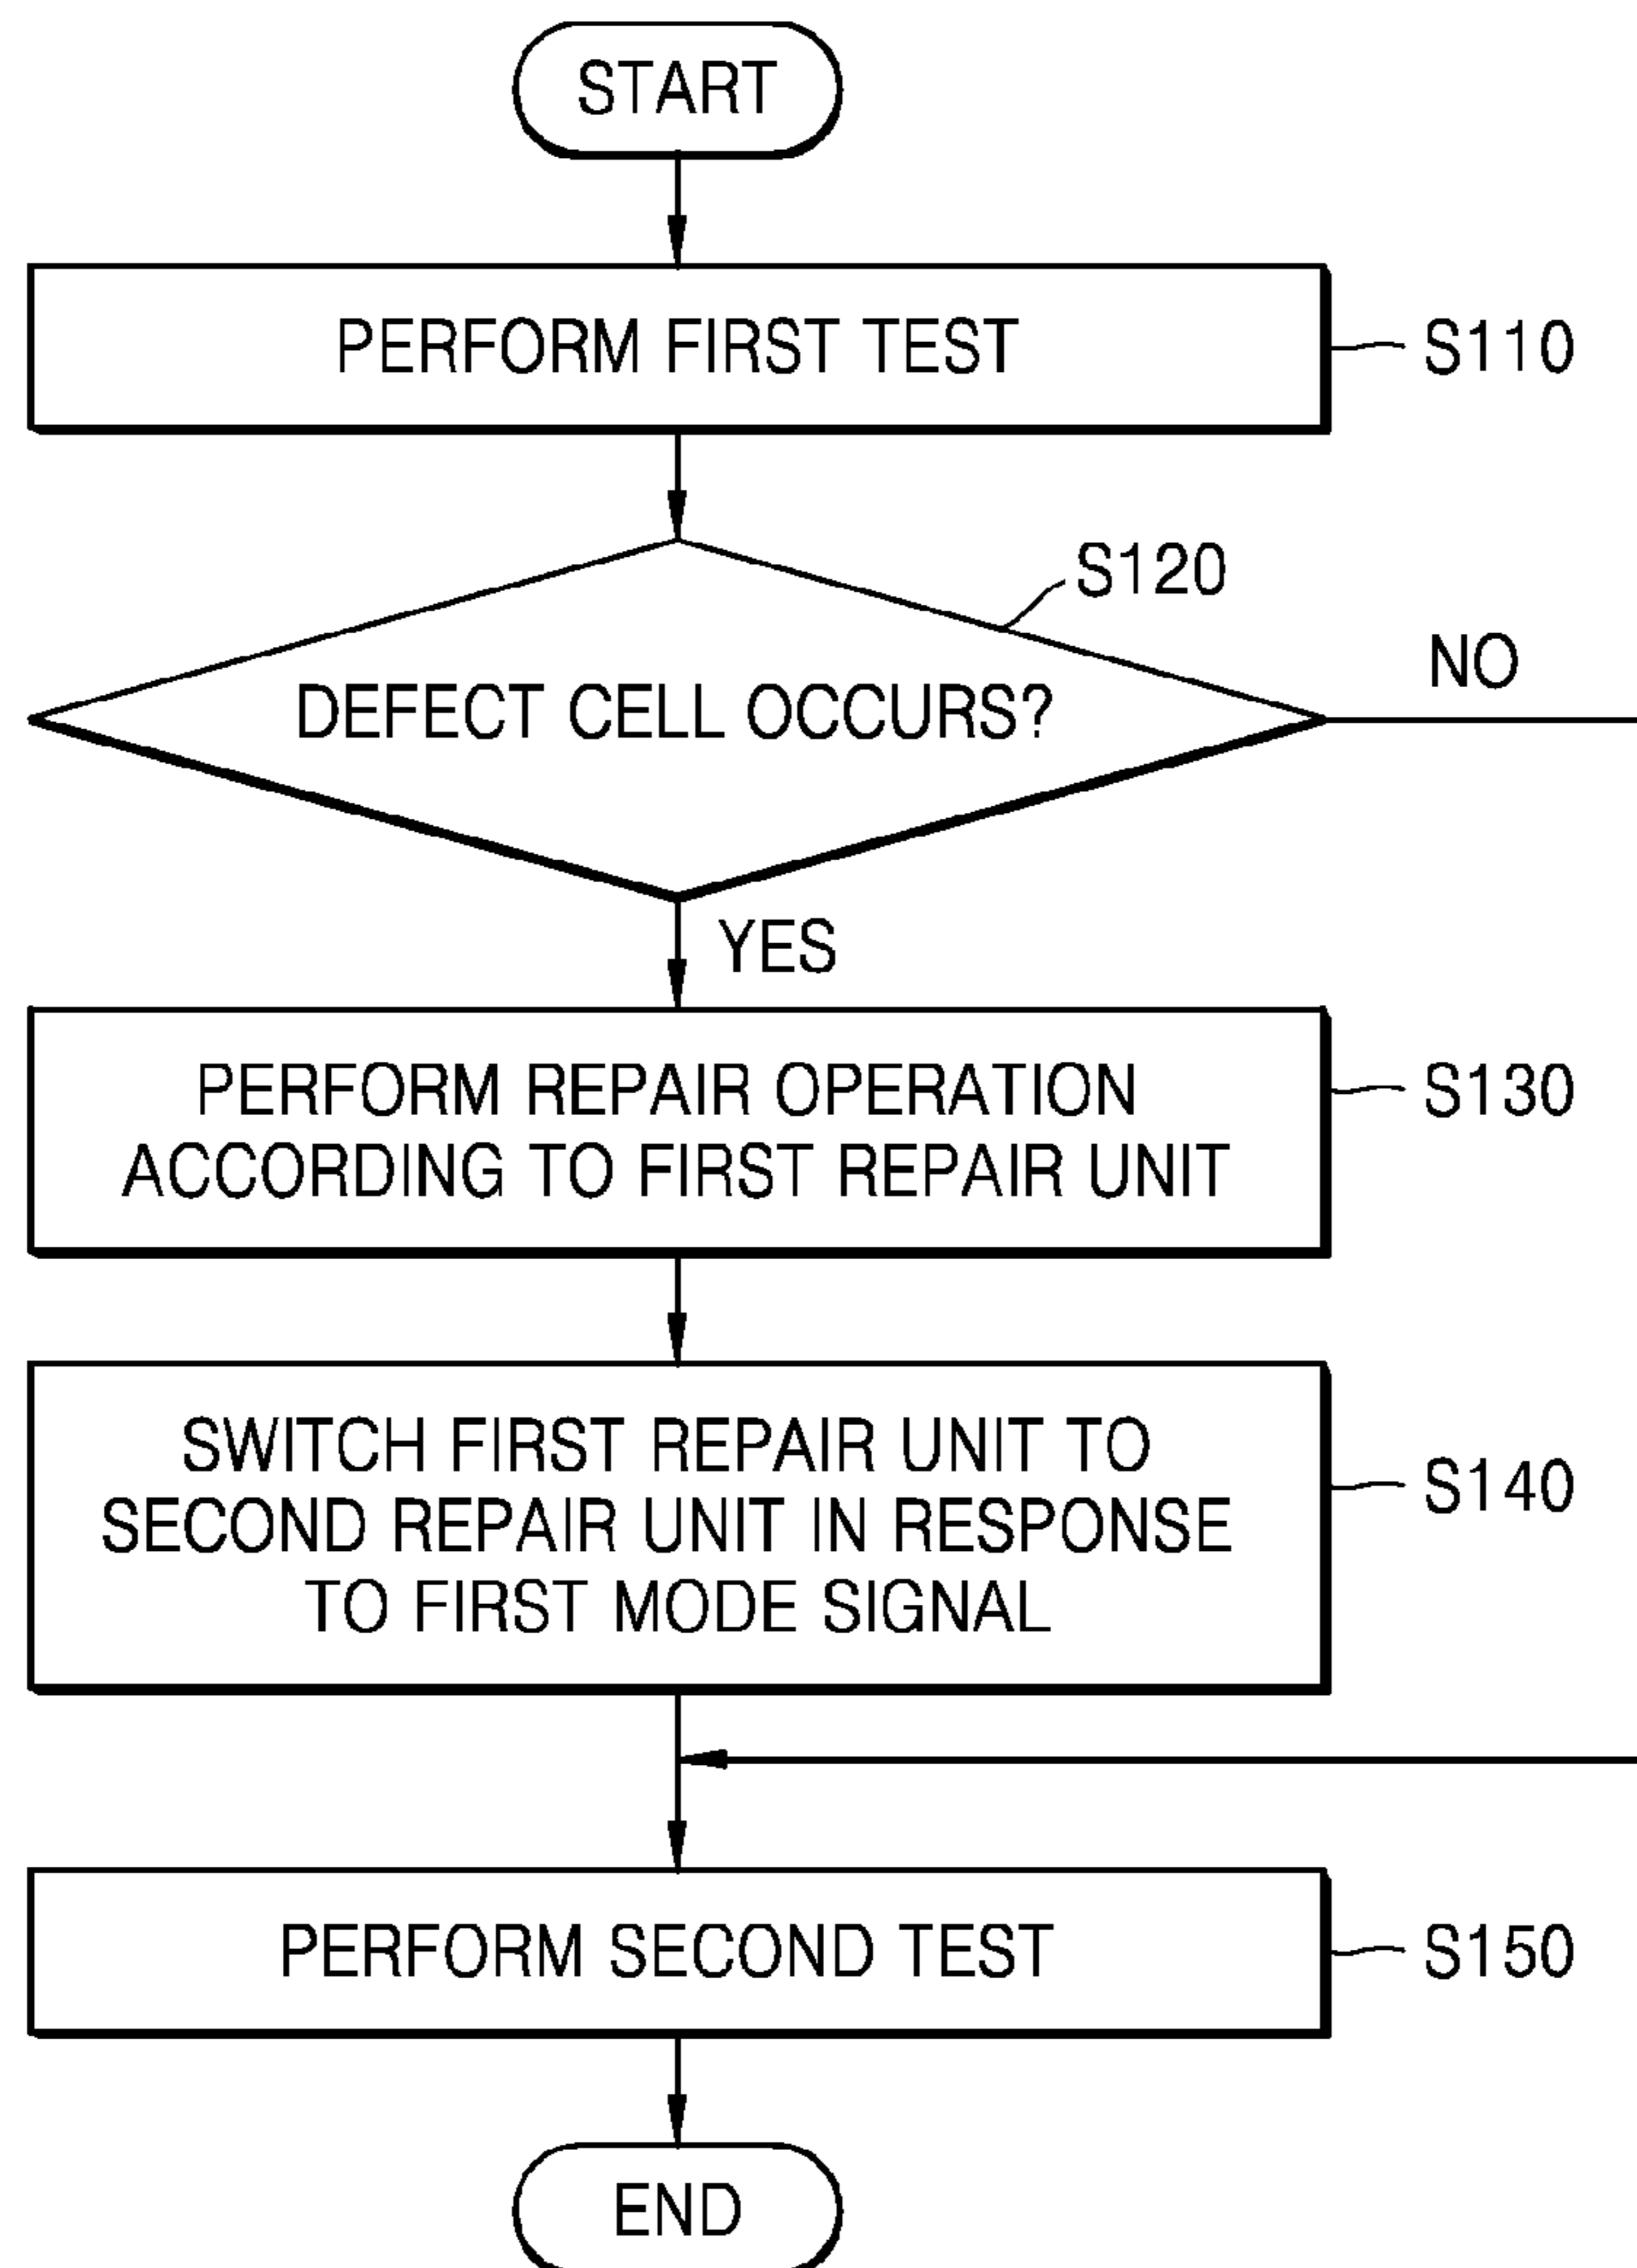 START
PERFORM FIRST TEST
S110
S120
DEFECT CELL OCCURS?
NO
YES
PERFORM REPAIR OPERATION
ACCORDING TO FIRST REPAIR UNIT
S130
SWITCH FIRST REPAIR UNIT TO
SECOND REPAIR UNIT IN RESPONSE
TO FIRST MODE SIGNAL
S140
PERFORM SECOND TEST
S150
END